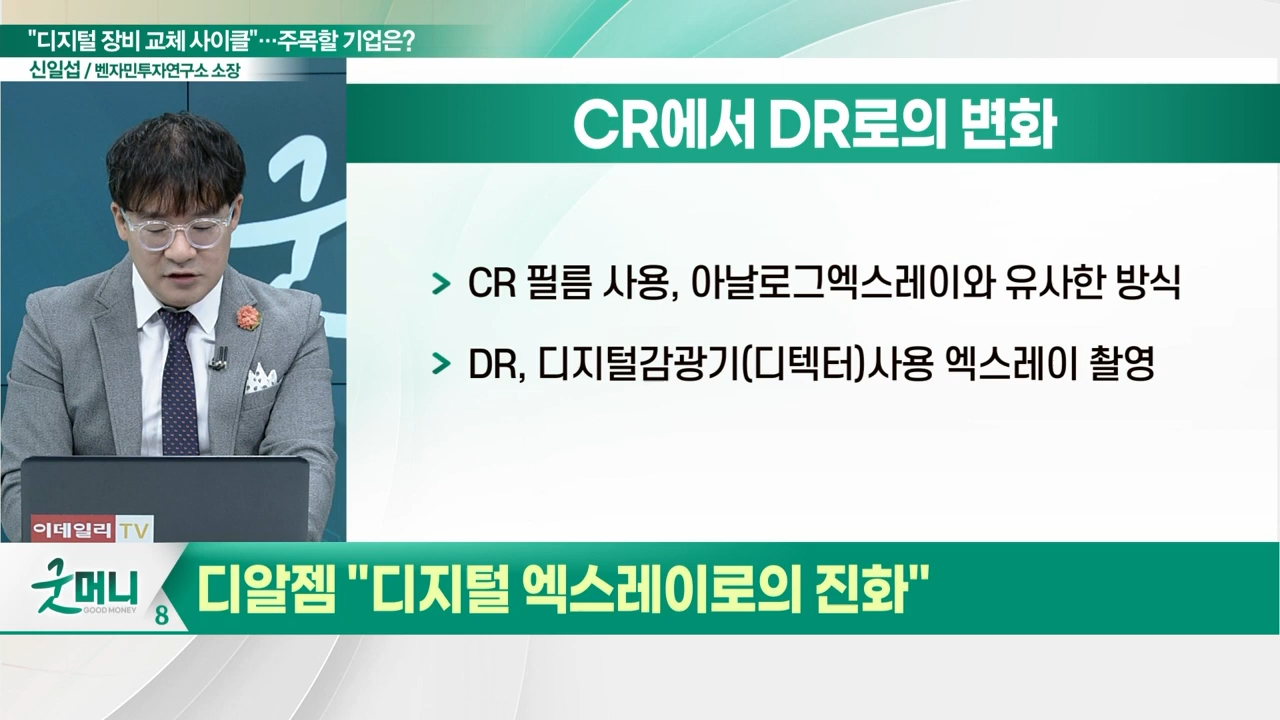 "디지털 장비 교체 사이클"…주목할 기업은?
신일섭 / 벤자민투자연구소 소장
CR에서 DR로의 변화
> CR 필름 사용, 아날로그엑스레이와 유사한 방식
> DR, 디지털감광기(디텍터)사용 엑스레이 촬영
이데일리 TV
굿머니
GOOD MONEY
8
디알젬 "디지털 엑스레이로의 진화"